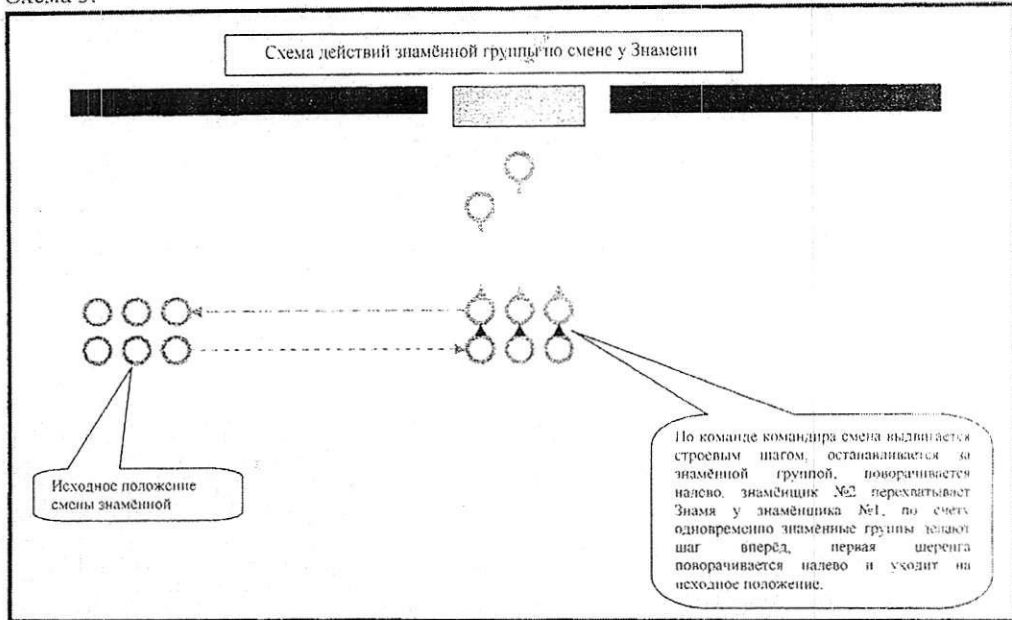 Схема действий знамённой группы по смене у Знамени
Исходное положение
смены знамённой
По команде командира смена выдвигается
строевым шагом, останавливается за
знамённой группой, поворачивается
налево, знамёнщик №2 перехватывает
Знамя у знамёнщика №1, по счету
одновременно знамённые группы делают
шаг вперёд, первая шеренга
поворачивается налево и уходит на
исходное положение.